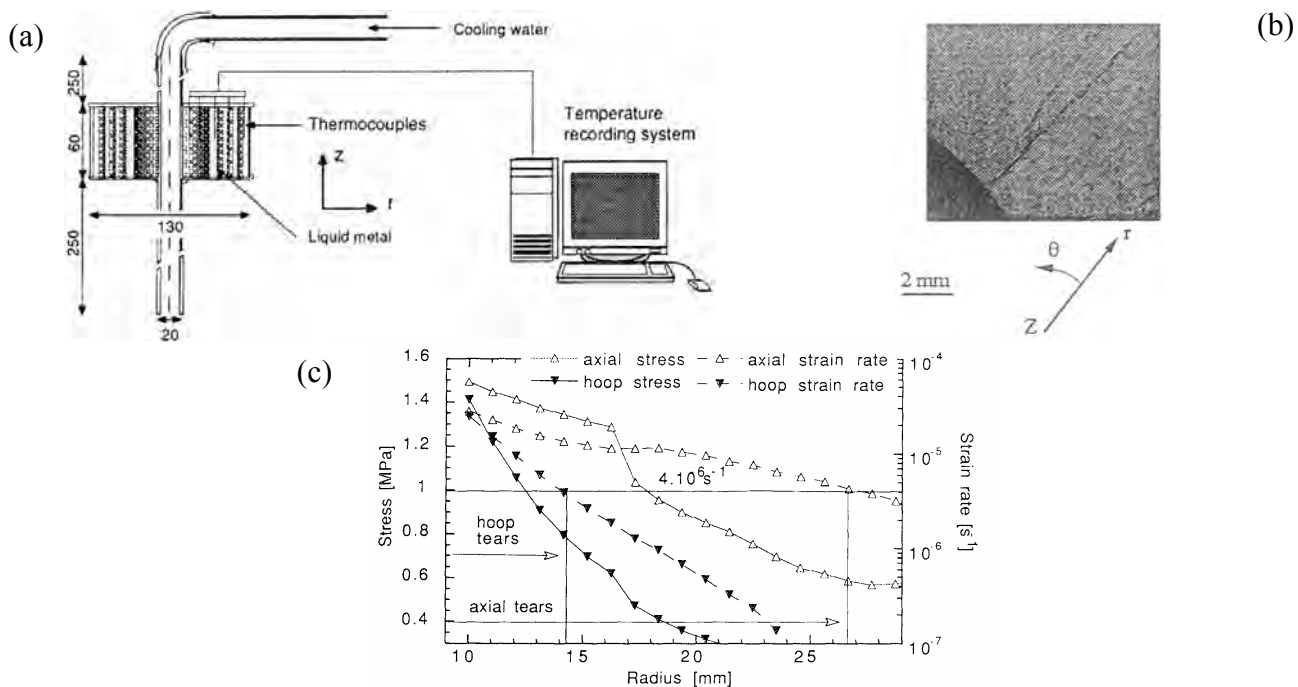 (a)
Cooling water
250
Thermocouples
60
z
r
130
Liquid metal
250
20
Temperature
recording system
(b)
r
θ
2 mm
Z
(c)
axial stress
axial strain rate
hoop stress
hoop strain rate
1.6
1.4
1.2
1
0.8
0.6
0.4
Stress [MPa]
4.10⁶s⁻¹
hoop
tears
axial tears
10⁻⁴
10⁻⁵
10⁻⁶
10⁻⁷
Strain rate [s⁻¹]
10 15 20 25
Radius [mm]